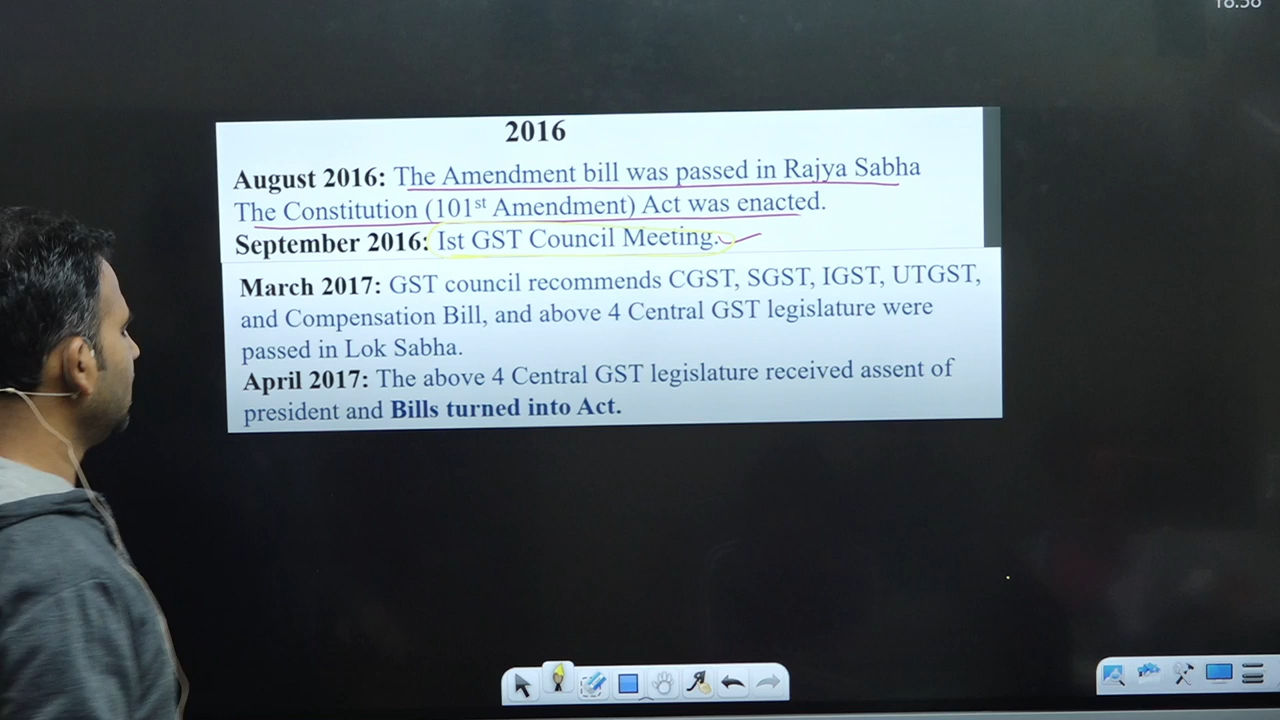 2016
August 2016: The Amendment bill was passed in Rajya Sabha
The Constitution (101st Amendment) Act was enacted.
September 2016: Ist GST Council Meeting.
March 2017: GST council recommends CGST, SGST, IGST, UTGST,
and Compensation Bill, and above 4 Central GST legislature were
passed in Lok Sabha.
April 2017: The above 4 Central GST legislature received assent of
president and Bills turned into Act.